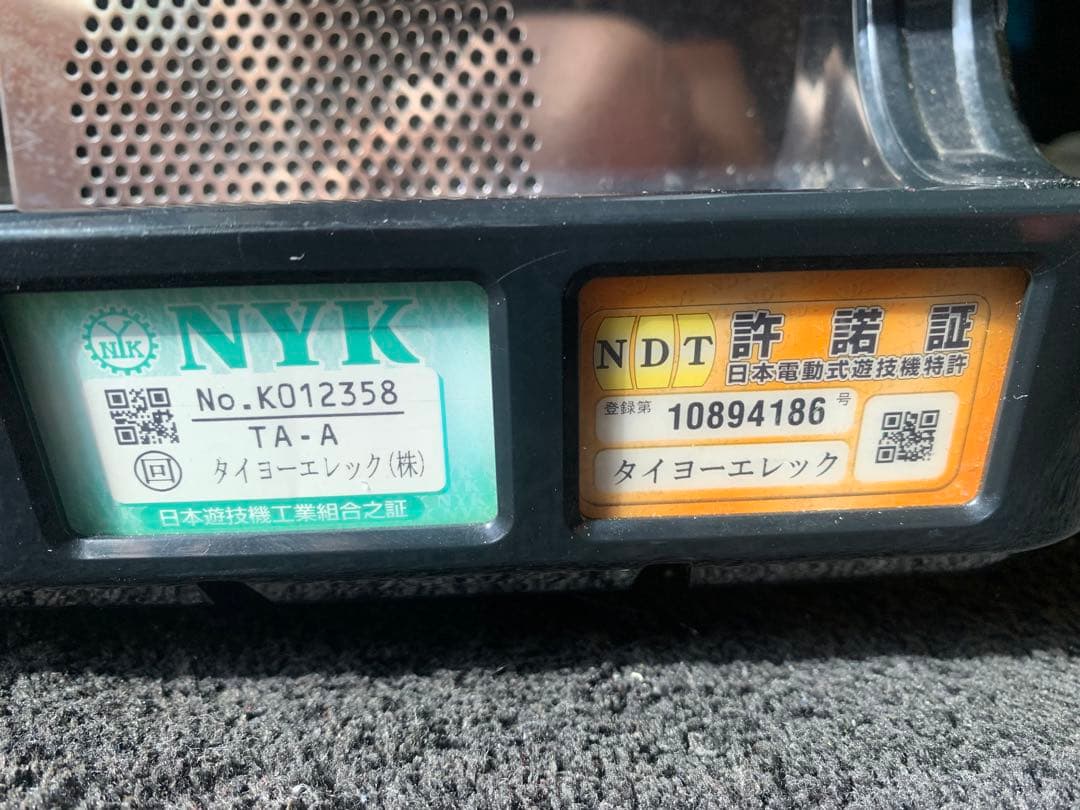 NYK
NYK
No.K012358
TA-A
回 タイヨーエレック(株)
日本遊技機工業組合之証
NDT 許諾証
日本電動式遊技機特許
登録第 10894186 号
タイヨーエレック